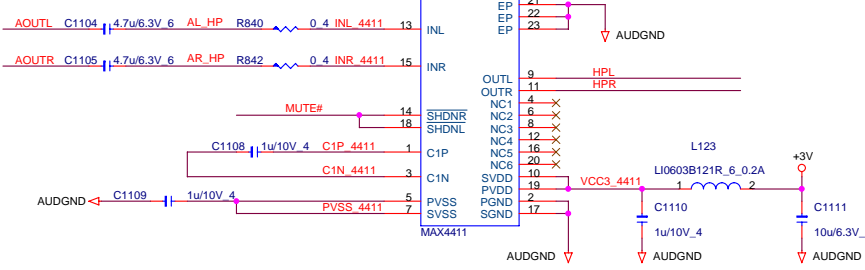 EP 21
EP 22
EP 23
AUDGND
AOUTL C1104 4.7u/6.3V_6 AL_HP R840 0_4 INL_4411 13 INL
AOUTR C1105 4.7u/6.3V_6 AR_HP R842 0_4 INR_4411 15 INR
OUTL 9 HPL
OUTR 11 HPR
NC1 4
NC2 6
NC3 8
NC4 12
NC5 16
NC6 20
MUTE# 14 SHDNR
18 SHDNL
C1108 1u/10V_4 C1P_4411 1 C1P
C1N_4411 3 C1N
SVDD 10
PVDD 19 VCC3_4411
PGND 2
SGND 17
L123
LI0603B121R_6_0.2A
1 2
+3V
AUDGND C1109 1u/10V_4 5 PVSS
PVSS_4411 7 SVSS
MAX4411
C1110
1u/10V_4
C1111
10u/6.3V_
AUDGND
AUDGND
AUDGND